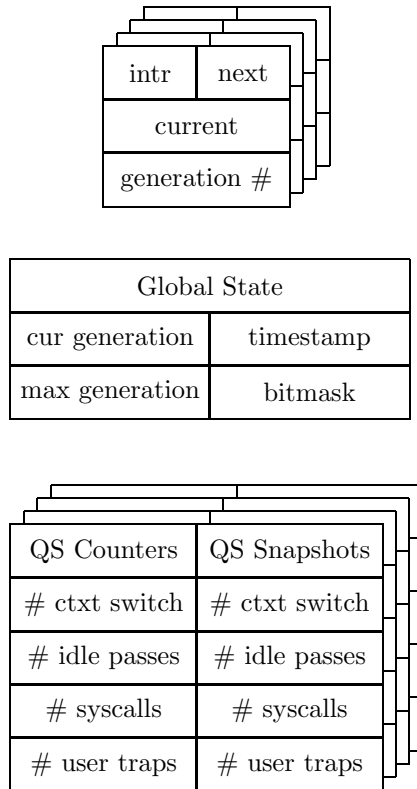 intr next
current
generation #
Global State
cur generation timestamp
max generation bitmask
QS Counters QS Snapshots
# ctxt switch # ctxt switch
# idle passes # idle passes
# syscalls # syscalls
# user traps # user traps